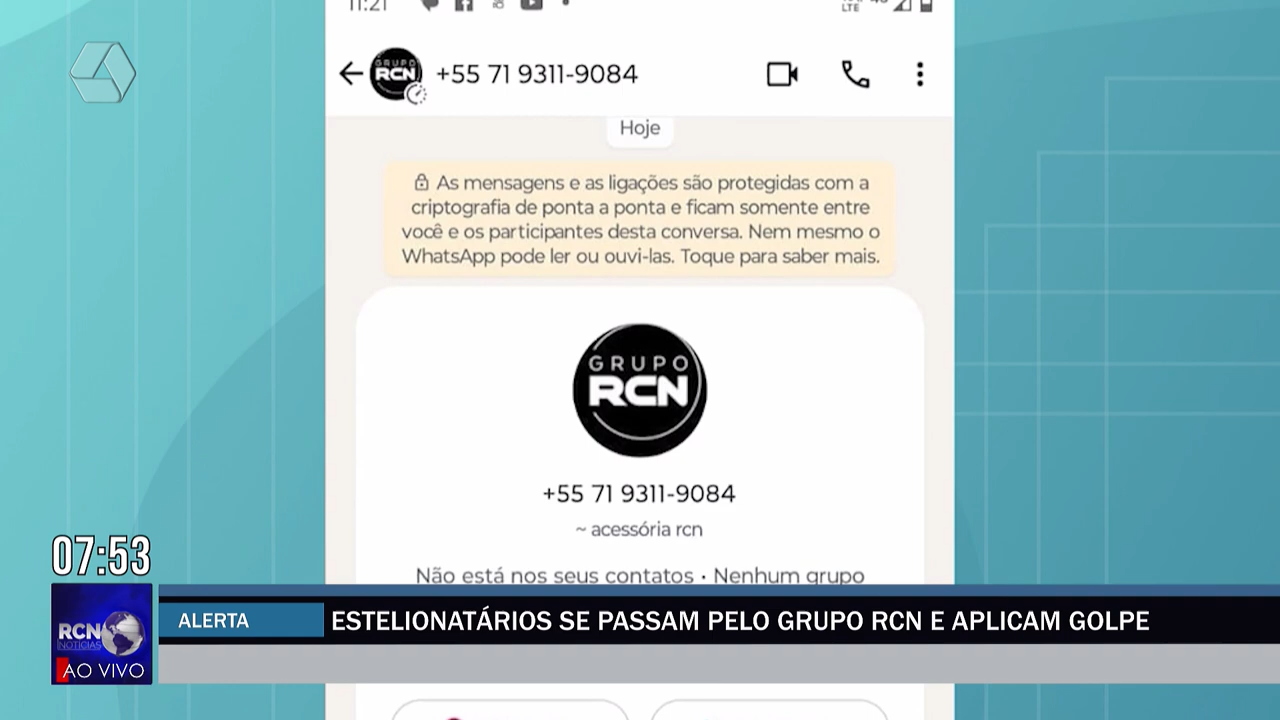 11:21
LTE
GRUPO
RCN
+55 71 9311-9084
Hoje
As mensagens e as ligações são protegidas com a
criptografia de ponta a ponta e ficam somente entre
você e os participantes desta conversa. Nem mesmo o
WhatsApp pode ler ou ouvi-las. Toque para saber mais.
GRUPO
RCN
+55 71 9311-9084
~ acessória rcn
Não está nos seus contatos · Nenhum grupo
07:53
RCN
NOTÍCIAS
AO VIVO
ALERTA
ESTELIONATÁRIOS SE PASSAM PELO GRUPO RCN E APLICAM GOLPE